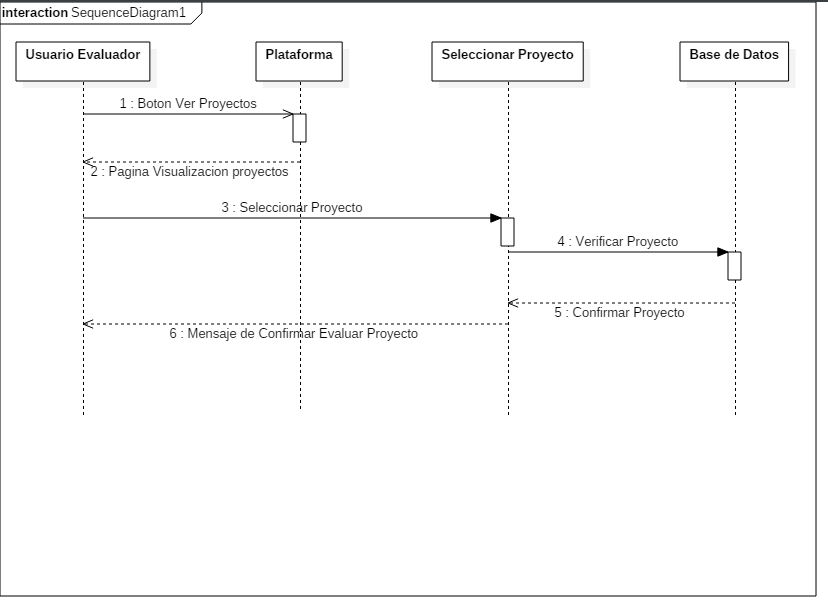 interaction SequenceDiagram1
Usuario Evaluador
Plataforma
Seleccionar Proyecto
Base de Datos
1 : Boton Ver Proyectos
2 : Pagina Visualizacion proyectos
3 : Seleccionar Proyecto
4 : Verificar Proyecto
5 : Confirmar Proyecto
6 : Mensaje de Confirmar Evaluar Proyecto